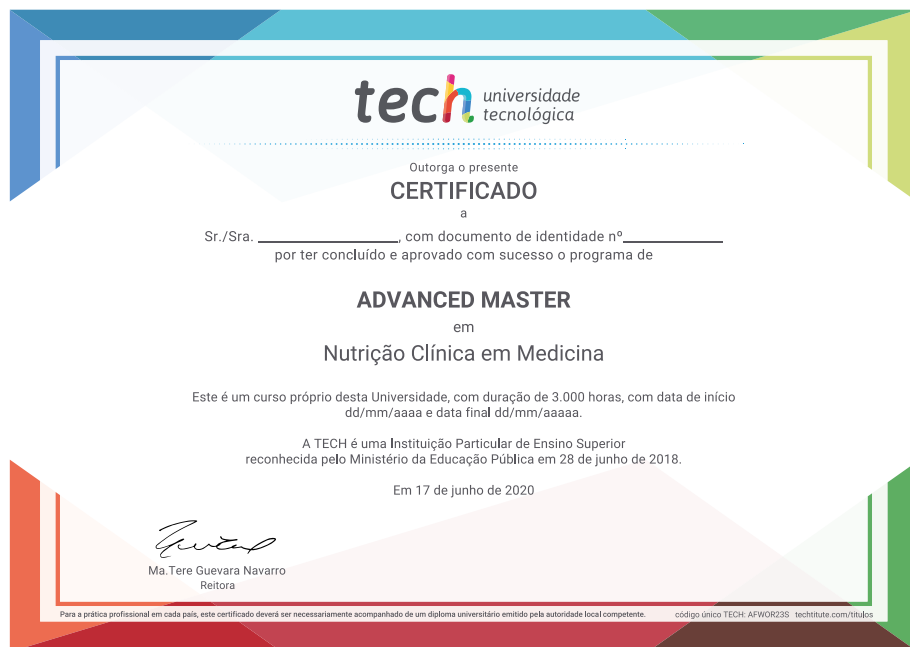 tech universidade
tecnológica
Outorga o presente
CERTIFICADO
a
Sr./Sra. ____________________, com documento de identidade nº______________
por ter concluído e aprovado com sucesso o programa de
ADVANCED MASTER
em
Nutrição Clínica em Medicina
Este é um curso próprio desta Universidade, com duração de 3.000 horas, com data de início
dd/mm/aaaa e data final dd/mm/aaaaa.
A TECH é uma Instituição Particular de Ensino Superior
reconhecida pelo Ministério da Educação Pública em 28 de junho de 2018.
Em 17 de junho de 2020
Ma.Tere Guevara Navarro
Reitora
Para a prática profissional em cada país, este certificado deverá ser necessariamente acompanhado de um diploma universitário emitido pela autoridade local competente. código único TECH: AFWOR23S techtitute.com/titulos